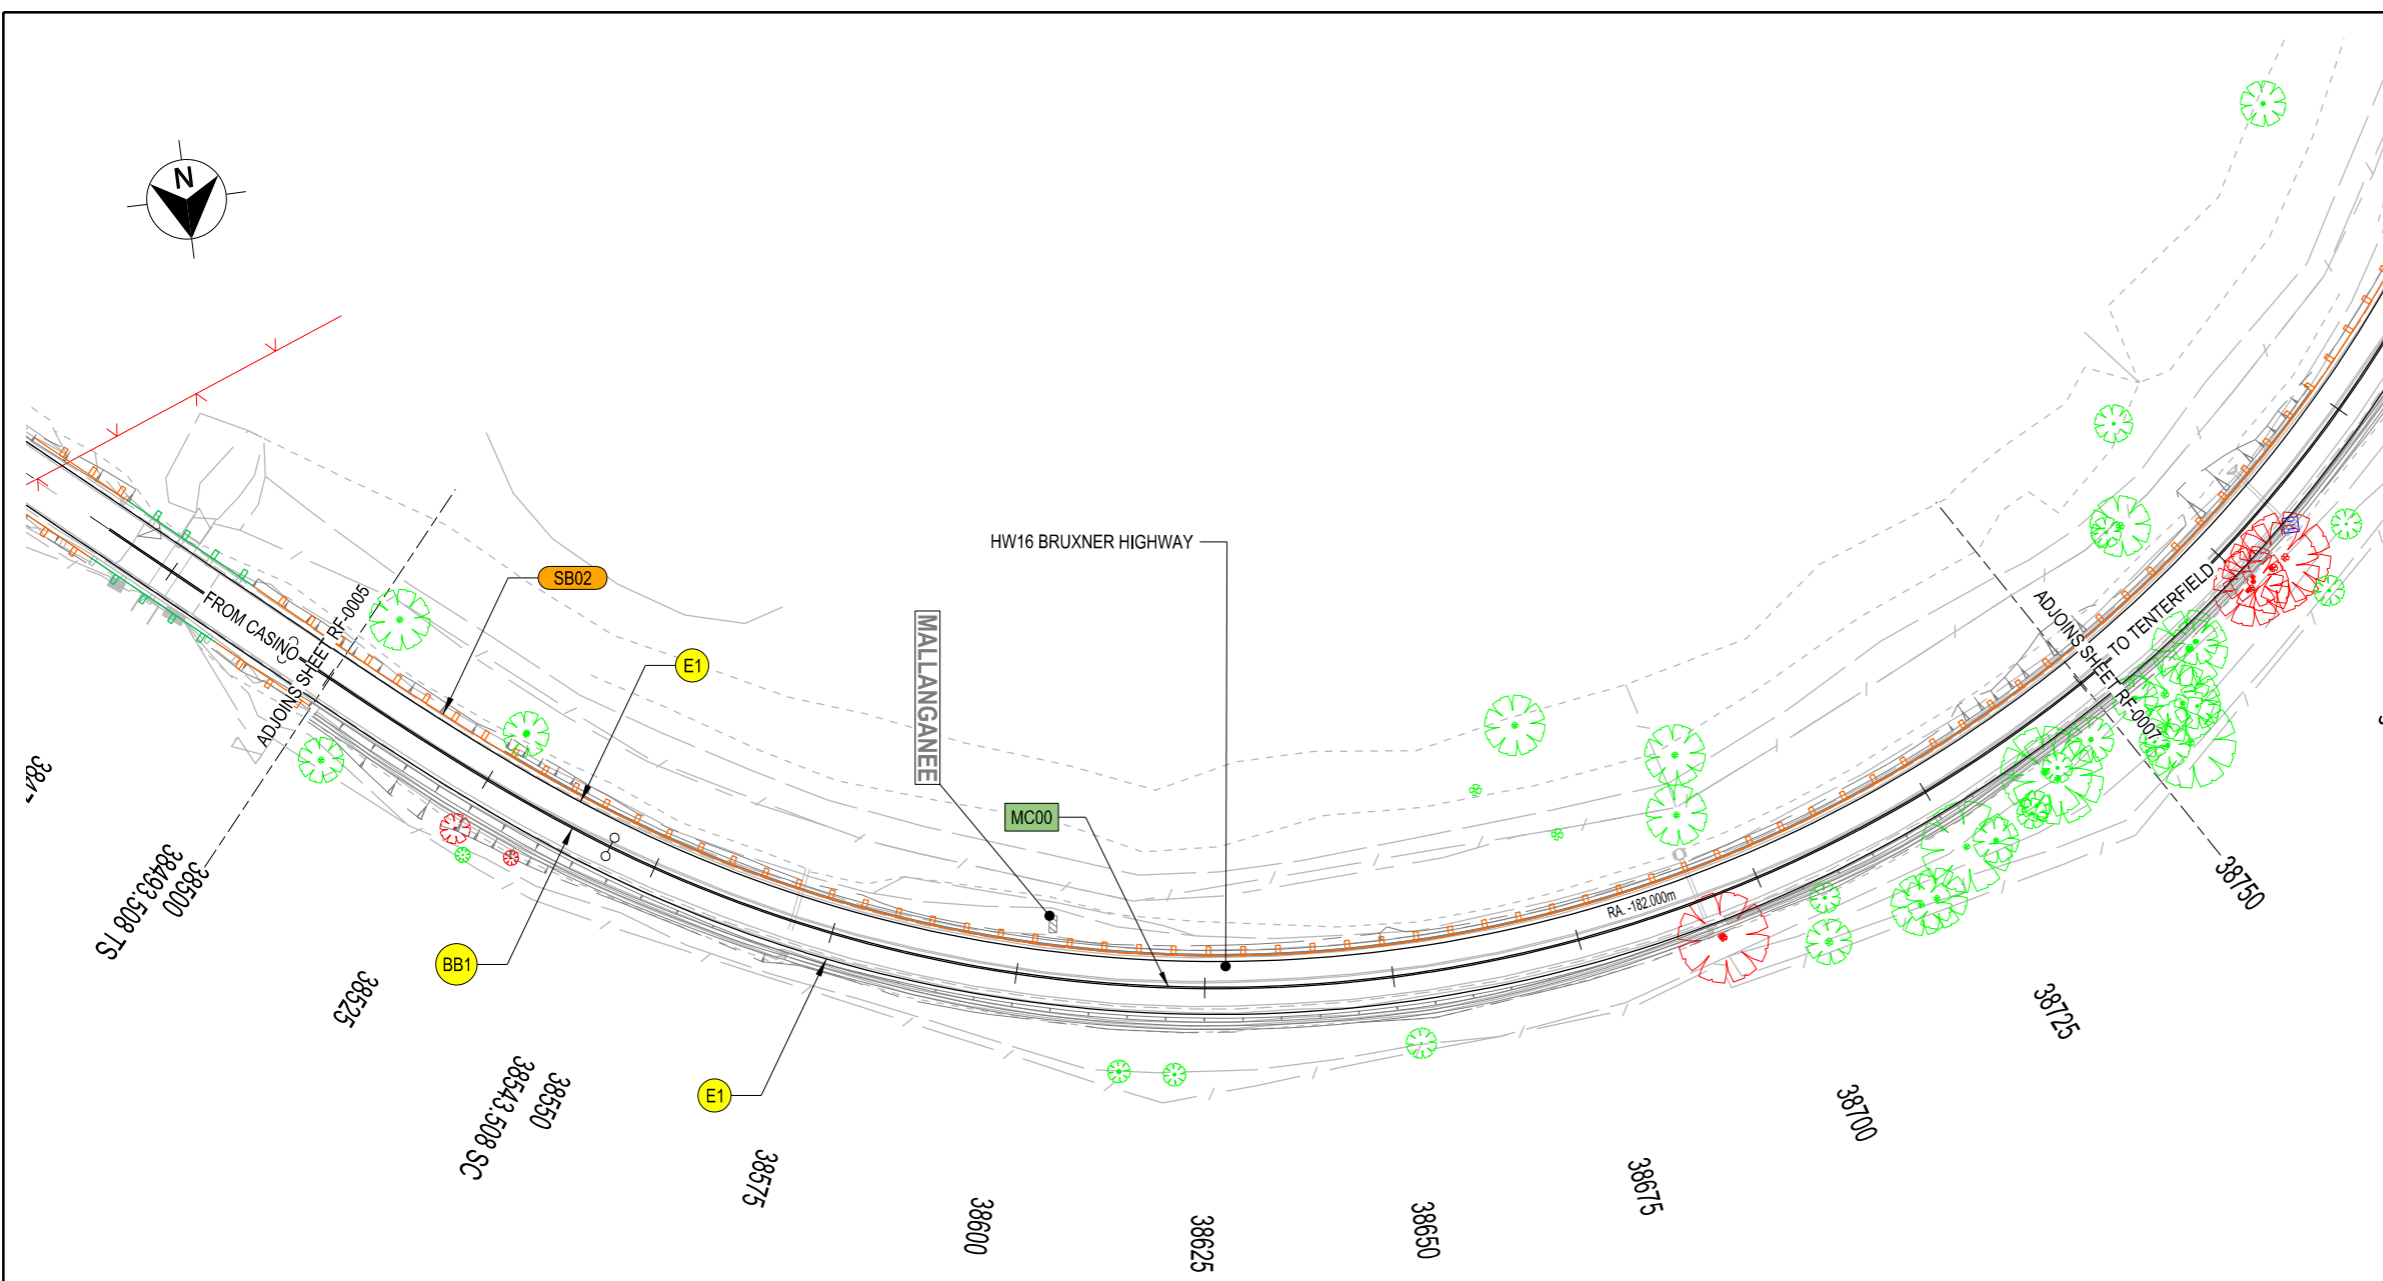 N
HW16 BRUXNER HIGHWAY
SB02
E1
MALLANGANEE
MC00
FROM CASINO
ADJOINS SHEE RF-0005
TO TENTERFIELD
ADJOINS SHEET RF-0007
RA. -182.000m
BB1
E1
38493.508 TS
38500
38525
38543.508 SC
38550
38575
38600
38625
38650
38675
38700
38725
38750